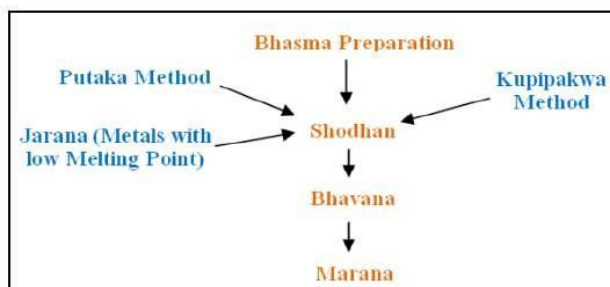 Bhasma Preparation
Putaka Method
Kupipakwa
Method
Jarana (Metals with
low Melting Point)
Shodhan
Bhavana
Marana